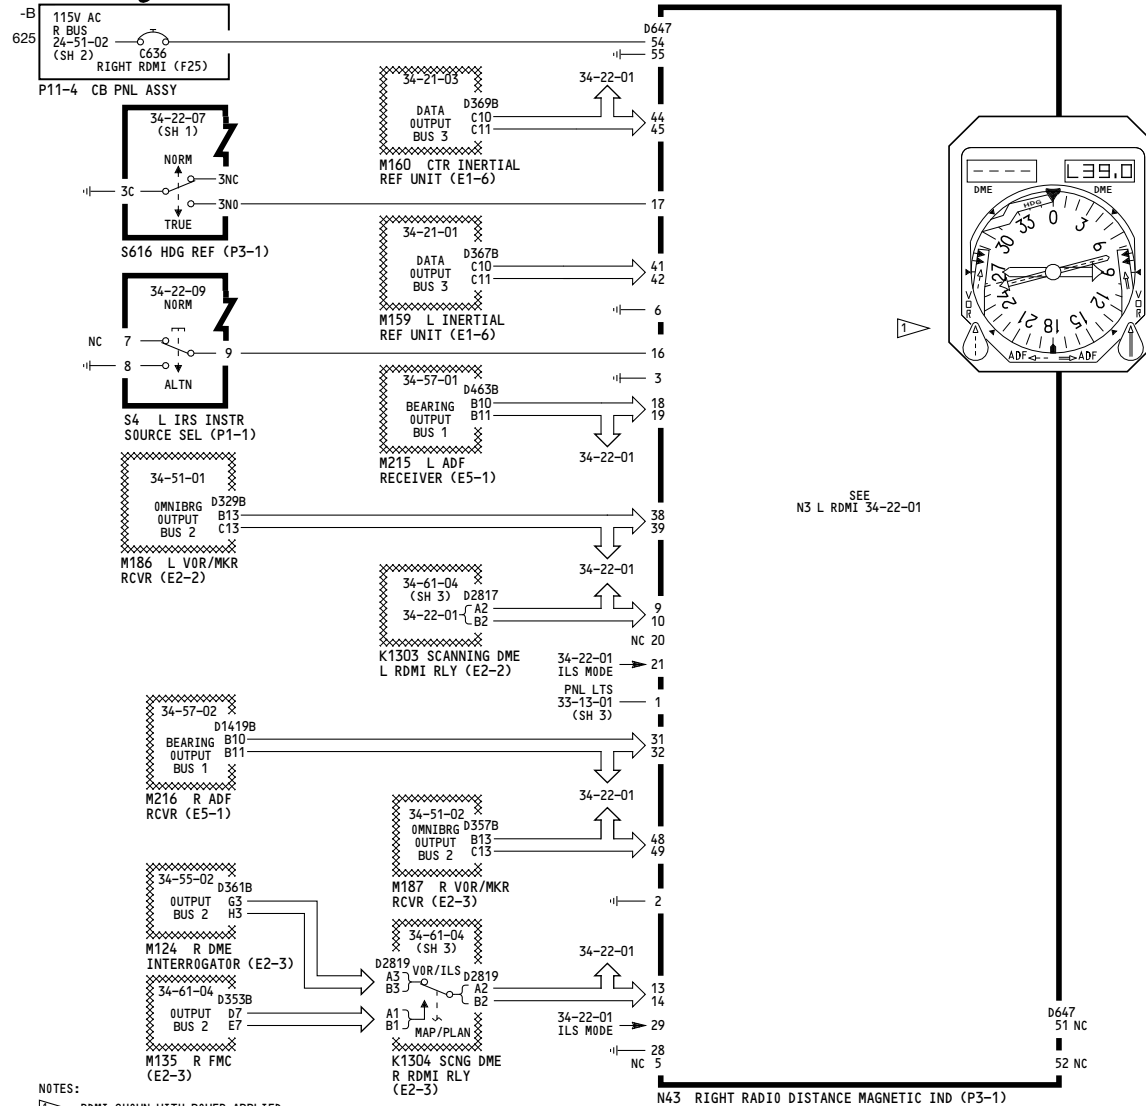 -B
625
115V AC
R BUS
24-51-02
(SH 2)
C636
RIGHT RDMI (F25)
P11-4 CB PNL ASSY
34-22-07
(SH 1)
NORM
3C
3NC
3NO
TRUE
S616 HDG REF (P3-1)
34-22-09
NORM
NC 7
9
8
ALTN
S4 L IRS INSTR
SOURCE SEL (P1-1)
34-51-01
OMNIBRG
OUTPUT
BUS 2
D329B
B13
C13
M186 L VOR/MKR
RCVR (E2-2)
34-57-02
BEARING
OUTPUT
BUS 1
D1419B
B10
B11
M216 R ADF
RCVR (E5-1)
34-55-02
OUTPUT
BUS 2
D361B
G3
H3
M124 R DME
INTERROGATOR (E2-3)
34-61-04
OUTPUT
BUS 2
D353B
D7
E7
M135 R FMC
(E2-3)
34-21-03
DATA
OUTPUT
BUS 3
D369B
C10
C11
M160 CTR INERTIAL
REF UNIT (E1-6)
34-22-01
34-21-01
DATA
OUTPUT
BUS 3
D367B
C10
C11
M159 L INERTIAL
REF UNIT (E1-6)
34-57-01
BEARING
OUTPUT
BUS 1
D463B
B10
B11
M215 L ADF
RECEIVER (E5-1)
34-22-01
34-22-01
34-61-04
(SH 3)
34-22-01
D2817
A2
B2
K1303 SCANNING DME
L RDMI RLY (E2-2)
34-22-01
ILS MODE
PNL LTS
33-13-01
(SH 3)
34-22-01
34-51-02
OMNIBRG
OUTPUT
BUS 2
D357B
B13
C13
M187 R VOR/MKR
RCVR (E2-3)
34-61-04
(SH 3)
D2819
A3
B3
VOR/ILS
D2819
A2
B2
A1
B1
MAP/PLAN
K1304 SCNG DME
R RDMI RLY
(E2-3)
34-22-01
34-22-01
ILS MODE
D647
54
55
44
45
17
41
42
6
16
3
18
19
38
39
9
10
NC 20
21
1
31
32
48
49
2
13
14
29
28
NC 5
SEE
N3 L RDMI 34-22-01
L39.0
DME
DME
HDG
0
3
6
9
12
15
18
21
24
27
30
33
VOR
VOR
ADF
ADF
1
D647
51 NC
52 NC
N43 RIGHT RADIO DISTANCE MAGNETIC IND (P3-1)
NOTES:
RDMI SHOWN WITH POWER APPLIED